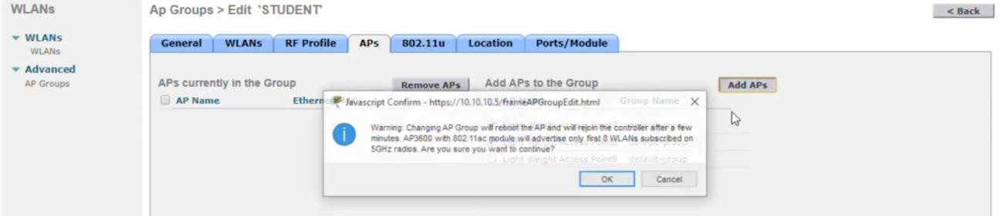 WLANs
Ap Groups > Edit 'STUDENT'
< Back
WLANs
WLANs
Advanced
AP Groups
General WLANs RF Profile APs 802.11u Location Ports/Module
APs currently in the Group
Remove APs
Add APs to the Group
Add APs
AP Name
Ethern
Group Name
Javascript Confirm - https://10.10.10.5/frameAPGroupEdit.html
Warning: Changing AP Group will reboot the AP and will rejoin the controller after a few
minutes. AP3600 with 802.11ac module will advertise only first 8 WLANs subscribed on
5GHz radios. Are you sure you want to continue?
Light Weight Access Point6 default-group
OK
Cancel